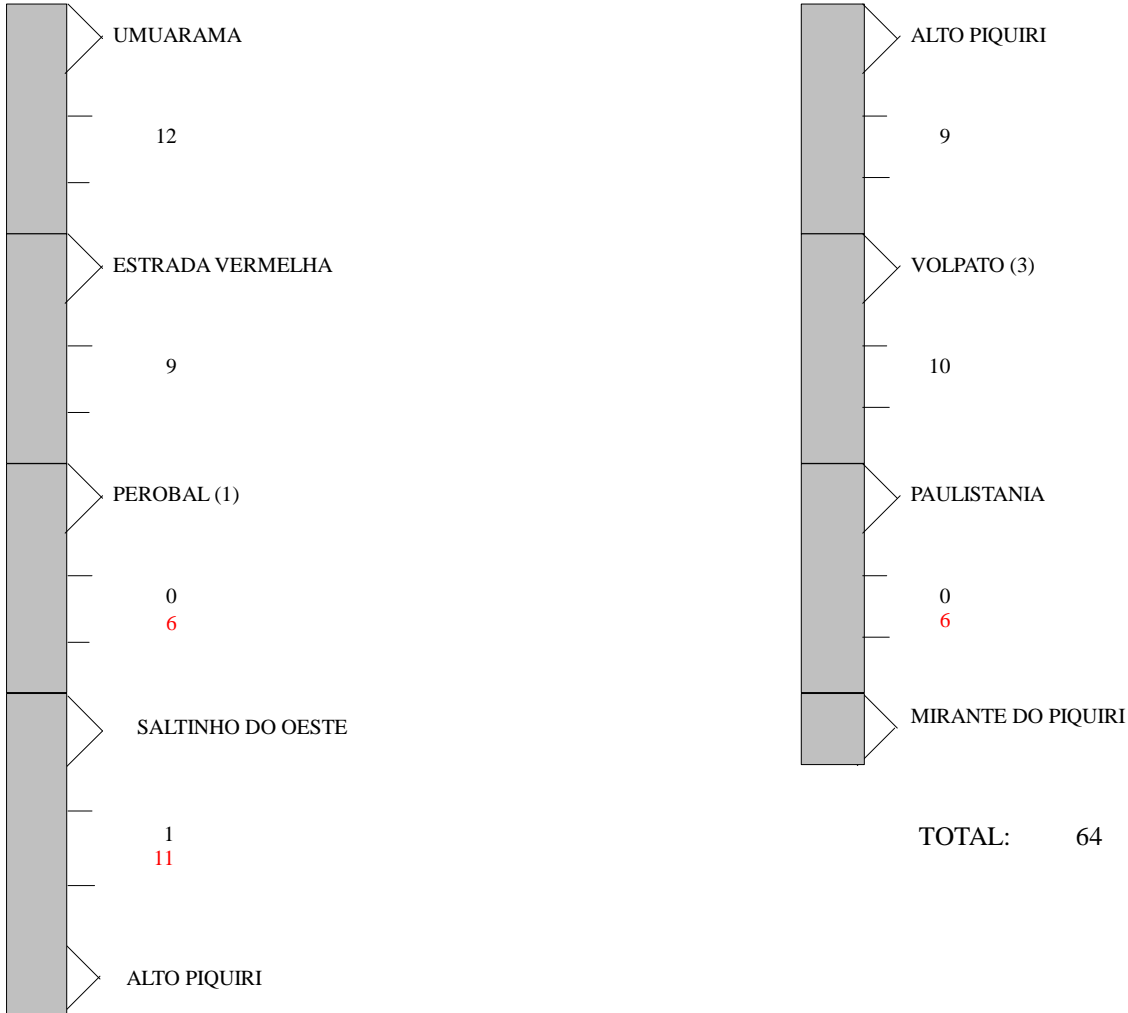 UMUARAMA
12
ESTRADA VERMELHA
9
PEROBAL (1)
0
6
SALTINHO DO OESTE
1
11
ALTO PIQUIRI
ALTO PIQUIRI
9
VOLPATO (3)
10
PAULISTANIA
0
6
MIRANTE DO PIQUIRI
TOTAL: 64